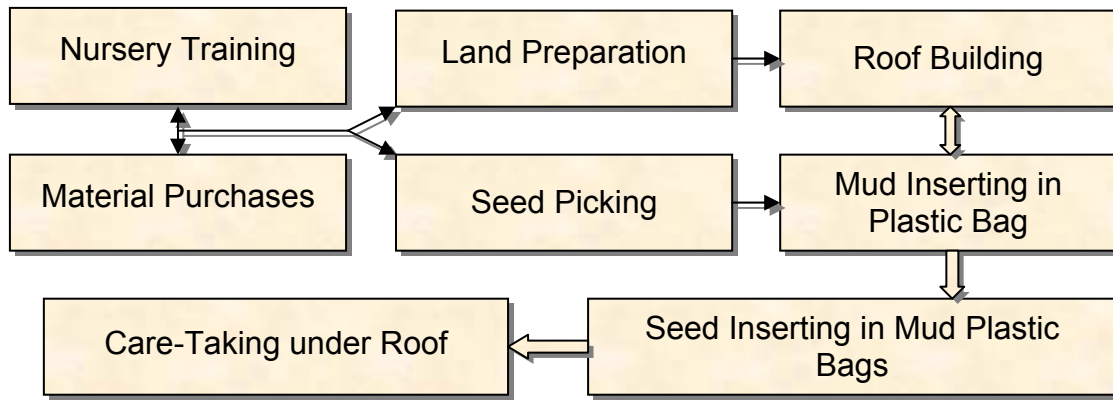 Nursery Training
Land Preparation
Roof Building
Material Purchases
Seed Picking
Mud Inserting in
Plastic Bag
Care-Taking under Roof
Seed Inserting in Mud Plastic
Bags